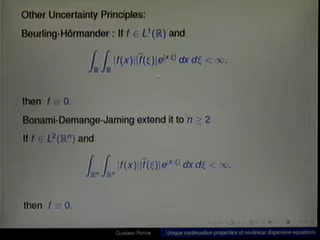 Other Uncertainty Principles:
Beurling-Hörmander : If f ∈ L¹(ℝ) and
∫_ℝ ∫_ℝ |f(x)||f̂(ξ)|e^{|x ξ|} dx dξ < ∞,
then f ≡ 0.
Bonami-Demange-Jaming extend it to n ≥ 2
If f ∈ L²(ℝⁿ) and
∫_ℝⁿ ∫_ℝⁿ |f(x)||f̂(ξ)|e^{|x·ξ|} dx dξ < ∞,
then f ≡ 0.
Gustavo Ponce Unique continuation properties of nonlinear dispersive equations